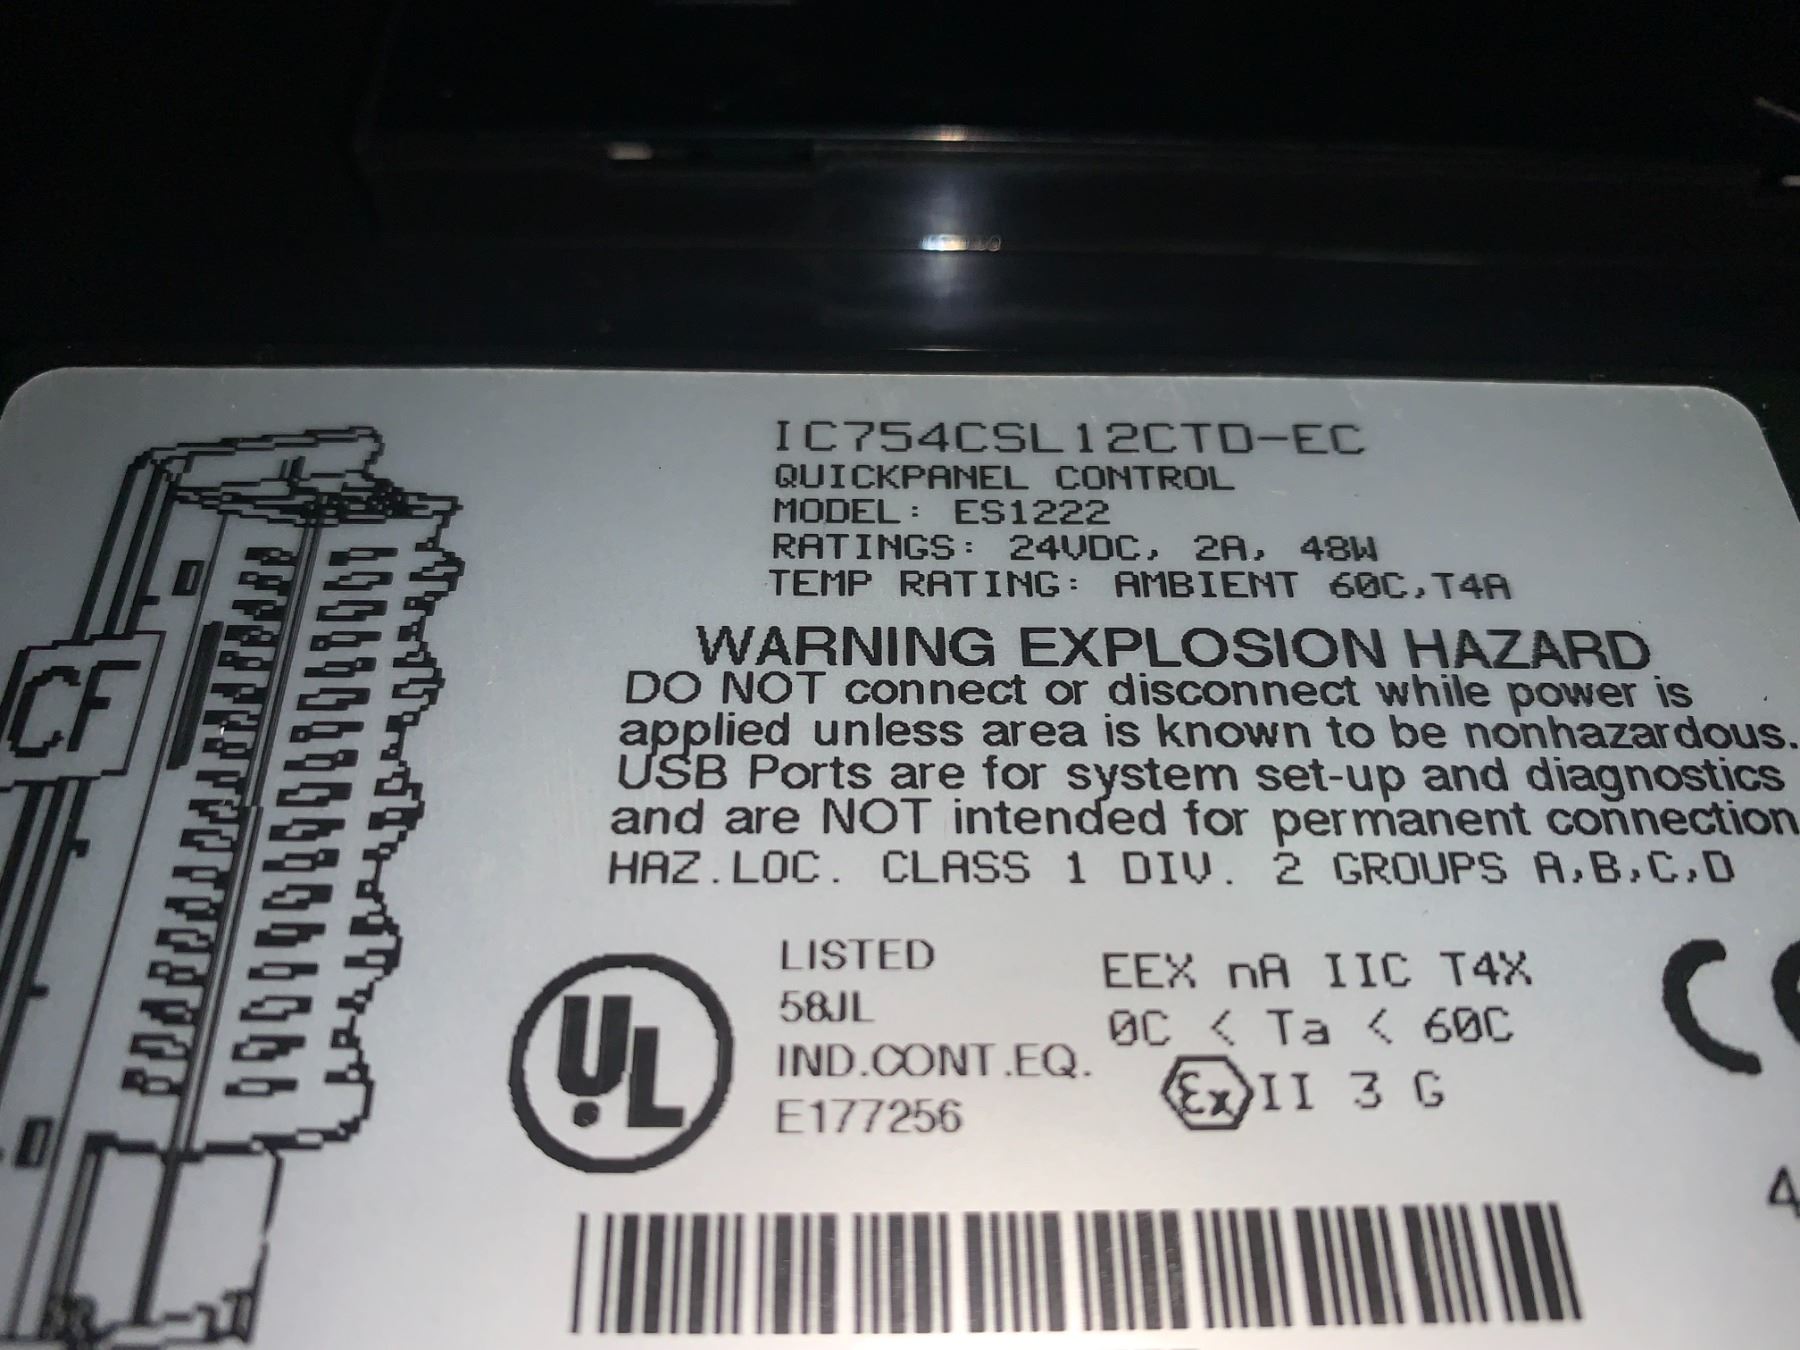 IC754CSL12CTD-EC
QUICKPANEL CONTROL
MODEL: ES1222
RATINGS: 24VDC, 2A, 48W
TEMP RATING: AMBIENT 60C,T4A
WARNING EXPLOSION HAZARD
DO NOT connect or disconnect while power is
applied unless area is known to be nonhazardous.
USB Ports are for system set-up and diagnostics
and are NOT intended for permanent connection
HAZ.LOC. CLASS 1 DIV. 2 GROUPS A,B,C,D
CF
UL
LISTED
58JL
IND.CONT.EQ.
E177256
EEX nA IIC T4X
0C < Ta < 60C
Ex II 3 G
CE
4